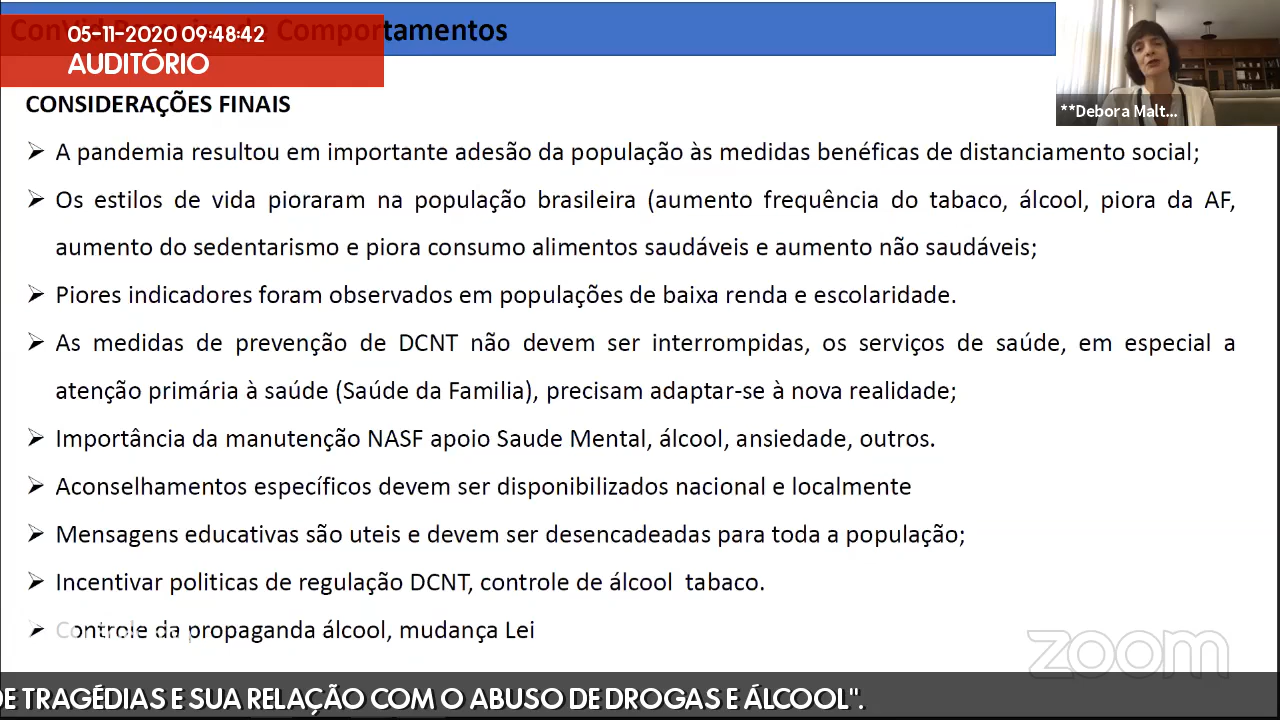 Comportamentos
05-11-2020 09:48:42
AUDITÓRIO
**Debora Malt...
CONSIDERAÇÕES FINAIS
➢ A pandemia resultou em importante adesão da população às medidas benéficas de distanciamento social;
➢ Os estilos de vida pioraram na população brasileira (aumento frequência do tabaco, álcool, piora da AF,
aumento do sedentarismo e piora consumo alimentos saudáveis e aumento não saudáveis;
➢ Piores indicadores foram observados em populações de baixa renda e escolaridade.
➢ As medidas de prevenção de DCNT não devem ser interrompidas, os serviços de saúde, em especial a
atenção primária à saúde (Saúde da Familia), precisam adaptar-se à nova realidade;
➢ Importância da manutenção NASF apoio Saude Mental, álcool, ansiedade, outros.
➢ Aconselhamentos específicos devem ser disponibilizados nacional e localmente
➢ Mensagens educativas são uteis e devem ser desencadeadas para toda a população;
➢ Incentivar politicas de regulação DCNT, controle de álcool tabaco.
➢ Controle da propaganda álcool, mudança Lei
zoom
DE TRAGÉDIAS E SUA RELAÇÃO COM O ABUSO DE DROGAS E ÁLCOOL".